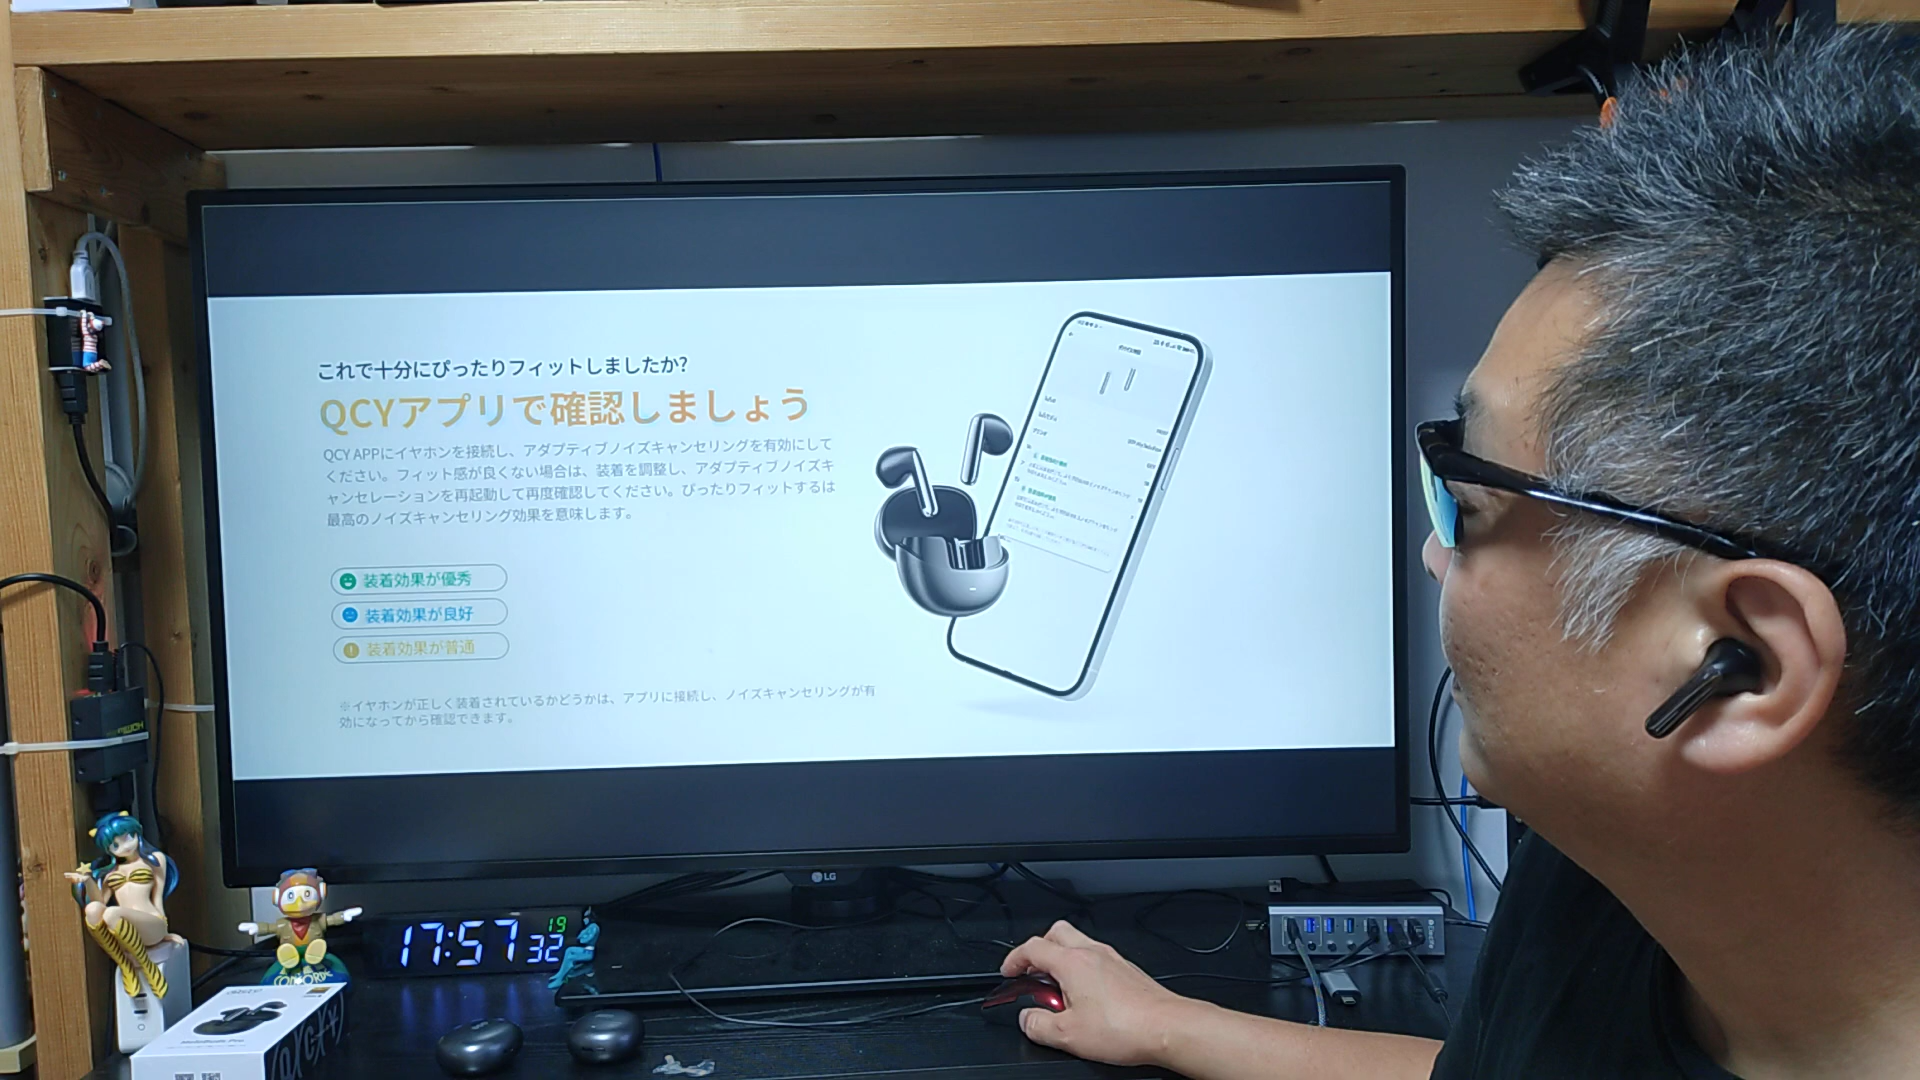 これで十分にぴったりフィットしましたか?
QCYアプリで確認しましょう
QCY APPにイヤホンを接続し、アダプティブノイズキャンセリングを有効にして
ください。フィット感が良くない場合は、装着を調整し、アダプティブノイズキ
ャンセレーションを再起動して再度確認してください。ぴったりフィットするは
最高のノイズキャンセリング効果を意味します。
装着効果が優秀
装着効果が良好
装着効果が普通
※イヤホンが正しく装着されているかどうかは、アプリに接続し、ノイズキャンセリングが有
効になってから確認できます。
LG
19
17:57 32
CONCORDE
MeloBuds Pro